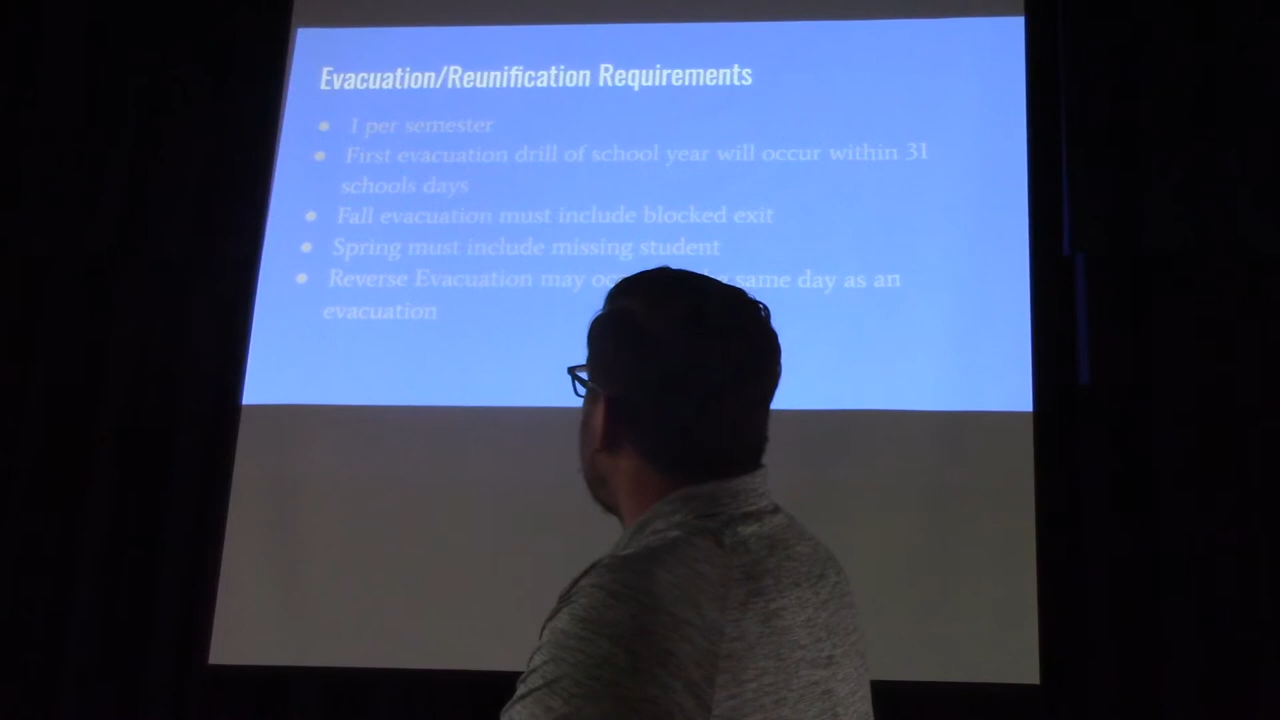 Evacuation/Reunification Requirements
1 per semester
First evacuation drill of school year will occur within 31
schools days
Fall evacuation must include blocked exit
Spring must include missing student
Reverse Evacuation may same day as an
evacuation